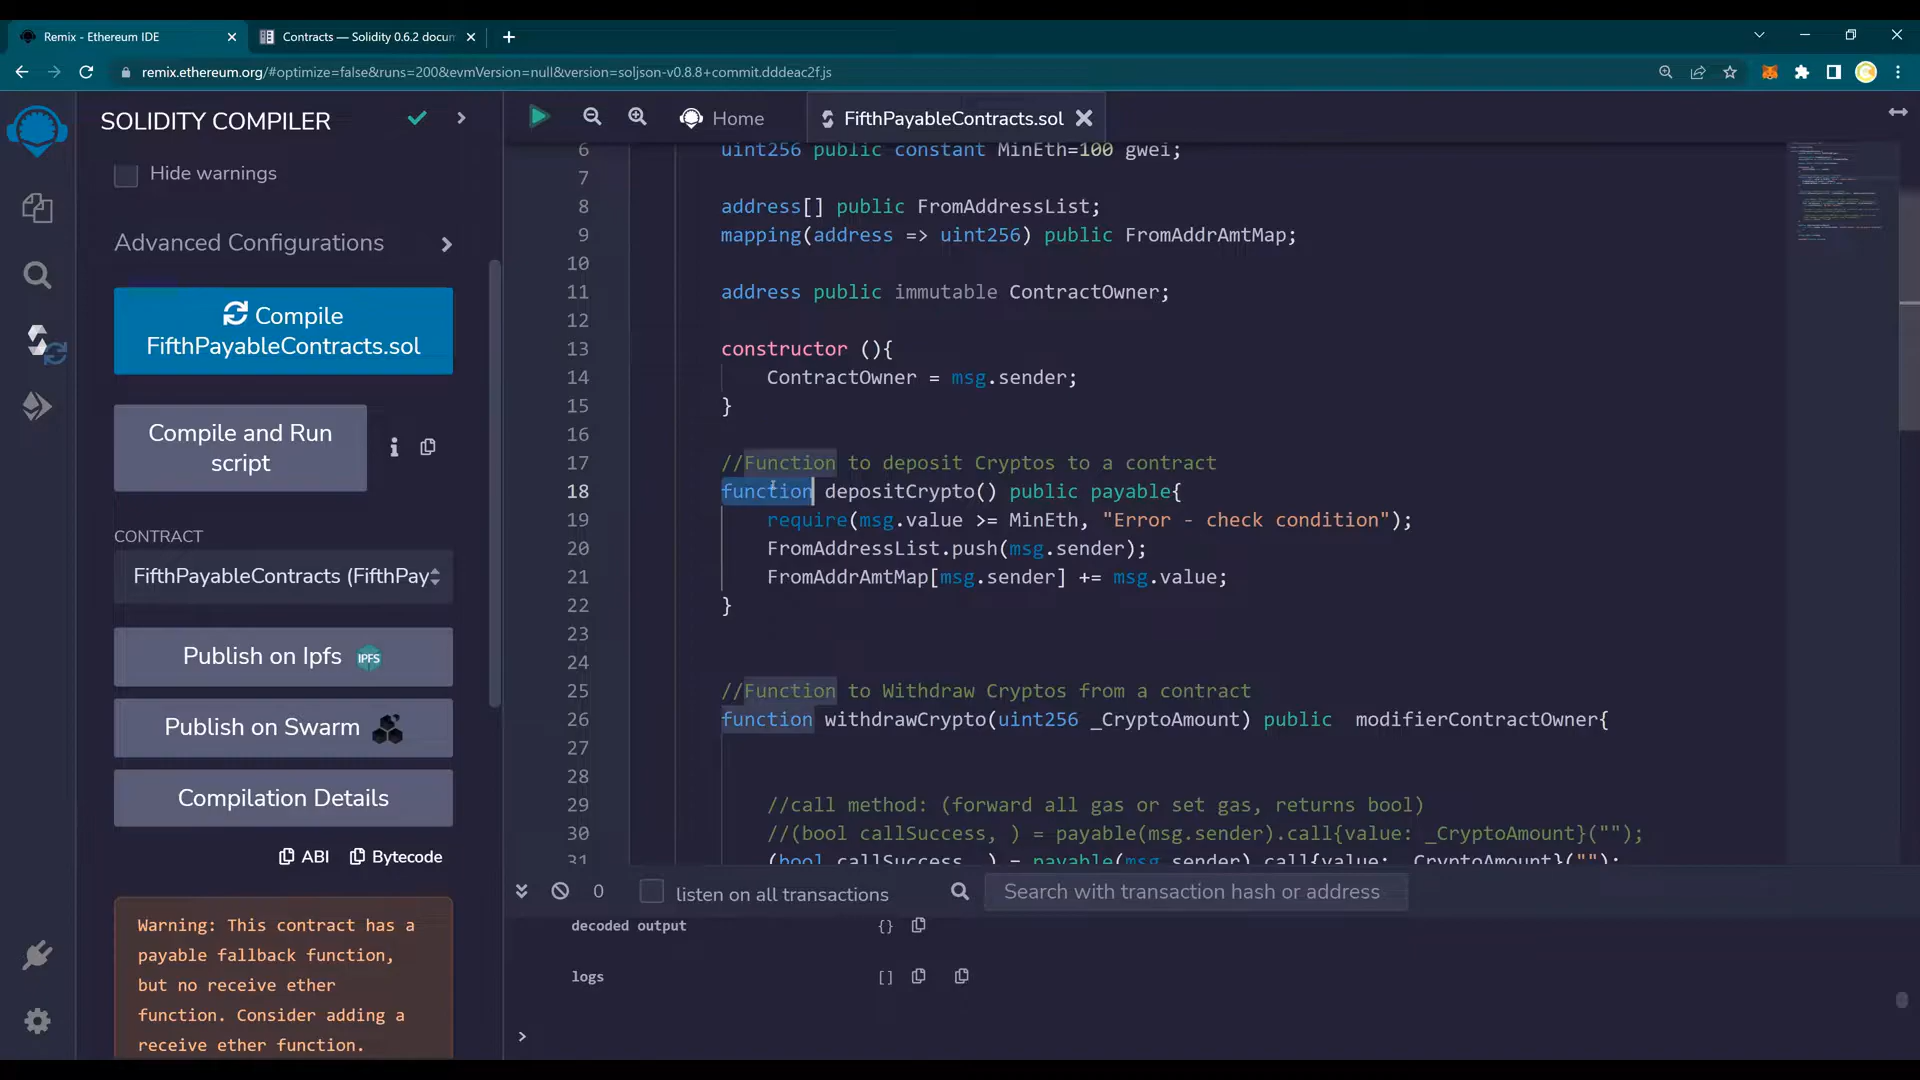 Remix - Ethereum IDE
Contracts — Solidity 0.6.2 docum
remix.ethereum.org/#optimize=false&runs=200&evmVersion=null&version=soljson-v0.8.8+commit.dddeac2f.js
SOLIDITY COMPILER
Hide warnings
Advanced Configurations
Compile
FifthPayableContracts.sol
Compile and Run
script
CONTRACT
FifthPayableContracts (FifthPay
Publish on Ipfs IPFS
Publish on Swarm
Compilation Details
ABI Bytecode
Warning: This contract has a
payable fallback function,
but no receive ether
function. Consider adding a
receive ether function.
Home
FifthPayableContracts.sol
6 uint256 public constant MinEth=100 gwei;
7
8 address[] public FromAddressList;
9 mapping(address => uint256) public FromAddrAmtMap;
10
11 address public immutable ContractOwner;
12
13 constructor (){
14 ContractOwner = msg.sender;
15 }
16
17 //Function to deposit Cryptos to a contract
18 function depositCrypto() public payable{
19 require(msg.value >= MinEth, "Error - check condition");
20 FromAddressList.push(msg.sender);
21 FromAddrAmtMap[msg.sender] += msg.value;
22 }
23
24
25 //Function to Withdraw Cryptos from a contract
26 function withdrawCrypto(uint256 _CryptoAmount) public  modifierContractOwner{
27
28
29 //call method: (forward all gas or set gas, returns bool)
30 //(bool callSuccess, ) = payable(msg.sender).call{value: _CryptoAmount}("");
31 (bool callSuccess, ) = payable(msg.sender).call{value: _CryptoAmount}("");
0 listen on all transactions
Search with transaction hash or address
decoded output {}
logs []
>